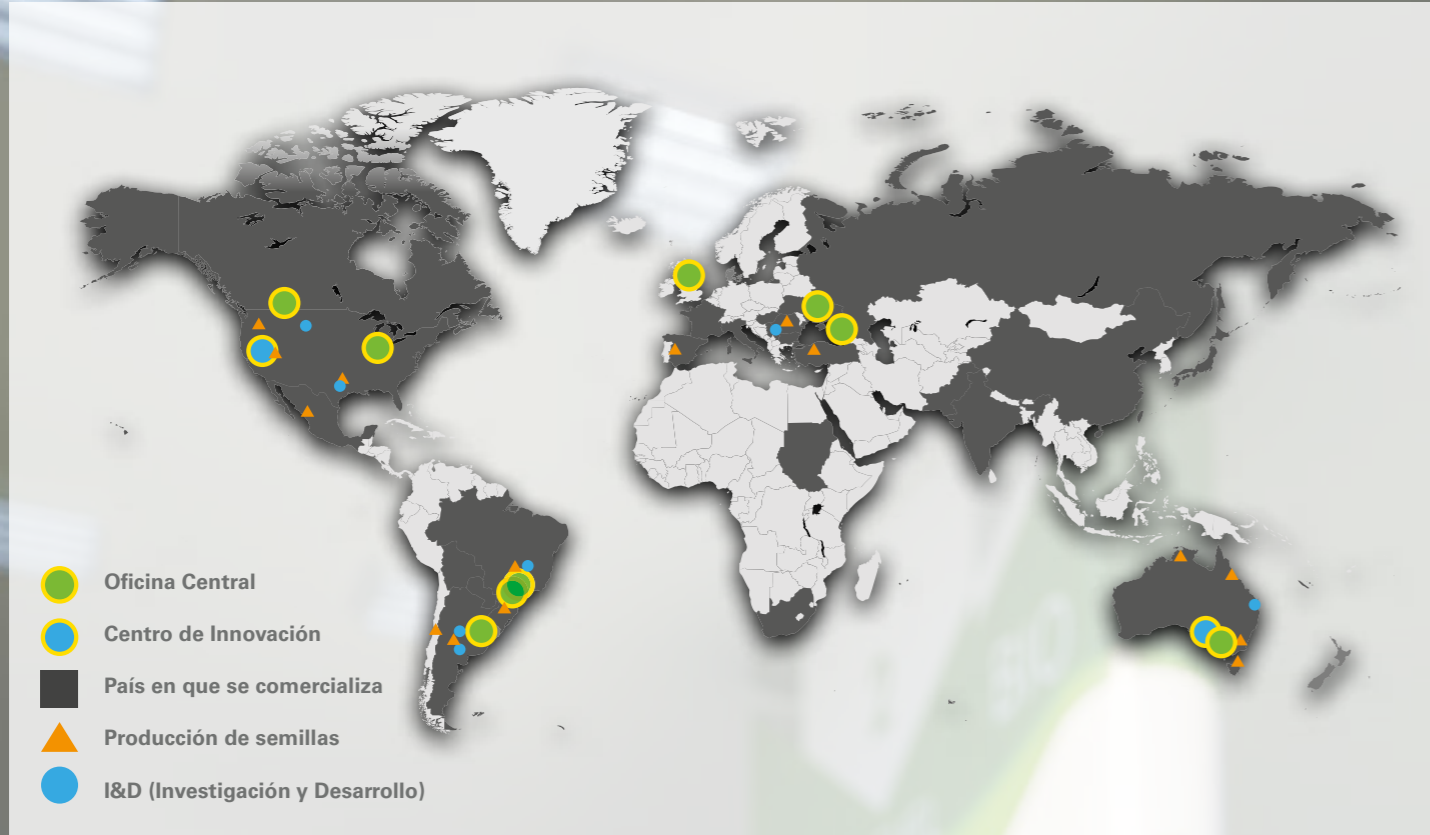 Oficina Central
Centro de Innovación
País en que se comercializa
Producción de semillas
I&D (Investigación y Desarrollo)